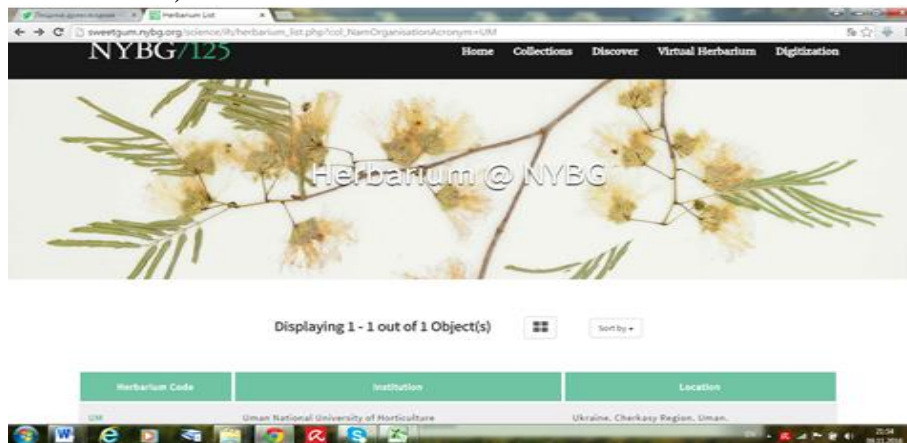 Herbarium List
sweetgum.nybg.org/science/ih/herbarium_list.php?col_NamOrganisationAcronym=UM
NYBG/125 Home Collections Discover Virtual Herbarium Digitization
Herbarium @ NYBG
Displaying 1 - 1 out of 1 Object(s) Sort by
Herbarium Code Institution Location
UM Uman National University of Horticulture Ukraine. Cherkasy Region. Uman.
21:54